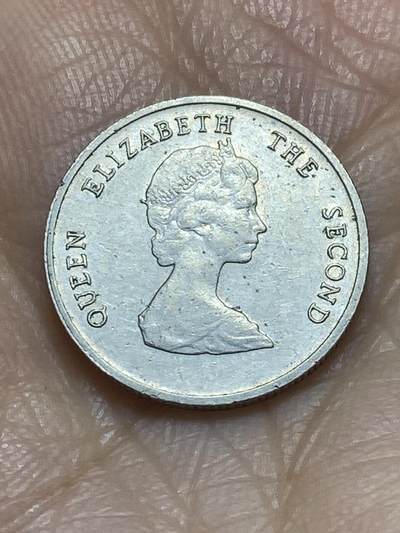 QUEEN ELIZABETH THE SECOND